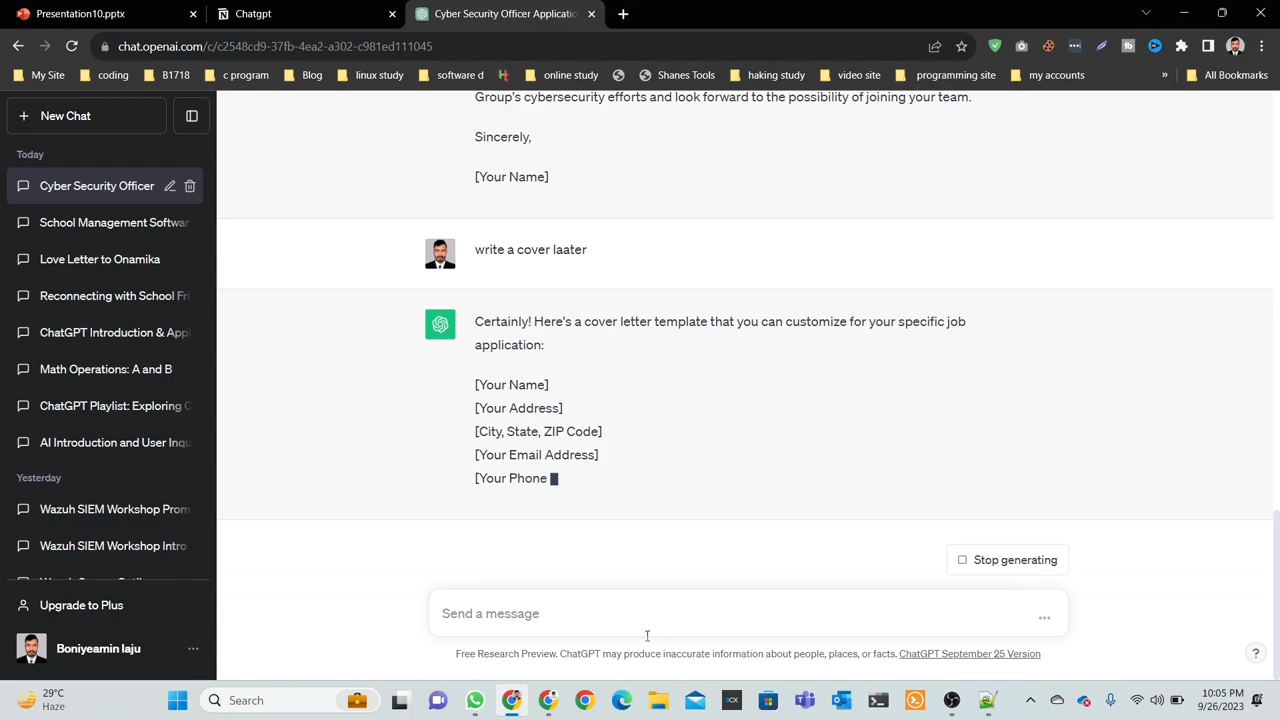 Presentation10.pptx
Chatgpt
Cyber Security Officer Applicatio
chat.openai.com/c/c2548cd9-37fb-4ea2-a302-c981ed111045
My Site
coding
B1718
c program
Blog
linux study
software d
online study
Shanes Tools
haking study
video site
programming site
my accounts
»
All Bookmarks
New Chat
Today
Cyber Security Officer
School Management Softwar
Love Letter to Onamika
Reconnecting with School Fri
ChatGPT Introduction & Appl
Math Operations: A and B
ChatGPT Playlist: Exploring C
AI Introduction and User Inqu
Yesterday
Wazuh SIEM Workshop Prom
Wazuh SIEM Workshop Intro
Upgrade to Plus
Boniyeamin laju
Group's cybersecurity efforts and look forward to the possibility of joining your team.
Sincerely,
[Your Name]
write a cover laater
Certainly! Here's a cover letter template that you can customize for your specific job
application:
[Your Name]
[Your Address]
[City, State, ZIP Code]
[Your Email Address]
[Your Phone
Stop generating
Send a message
Free Research Preview. ChatGPT may produce inaccurate information about people, places, or facts. ChatGPT September 25 Version
?
29°C
Haze
Search
10:05 PM
9/26/2023